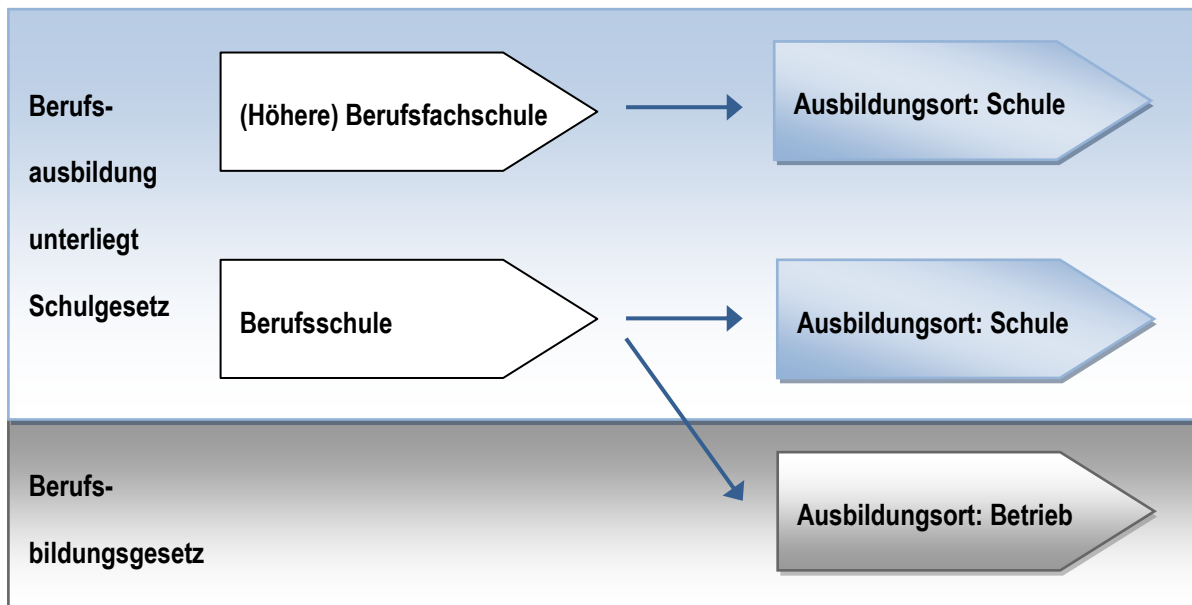 Berufs-
ausbildung
unterliegt
Schulgesetz
(Höhere) Berufsfachschule
Ausbildungsort: Schule
Berufsschule
Ausbildungsort: Schule
Berufs-
bildungsgesetz
Ausbildungsort: Betrieb